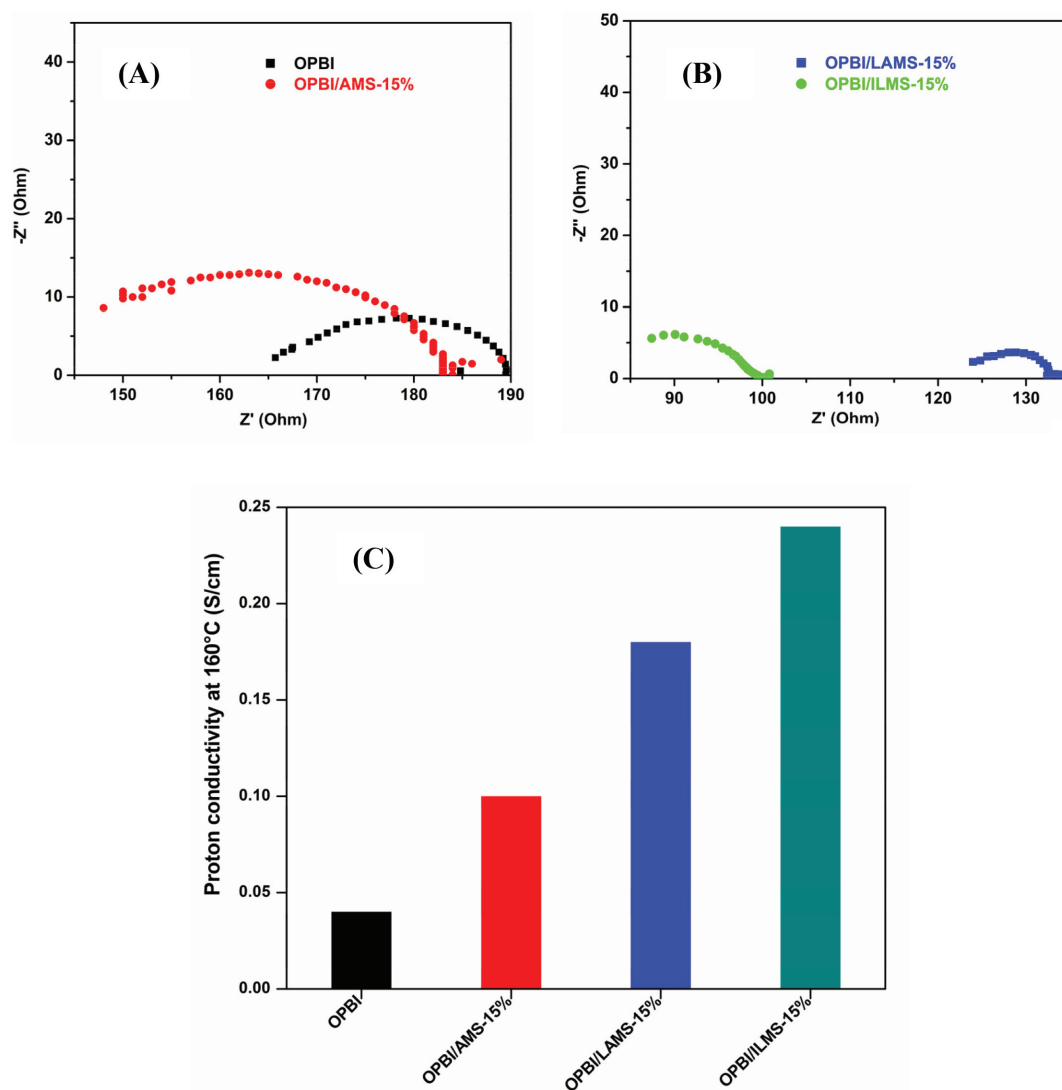 (A)
OPBI
OPBI/AMS-15%
-Z'' (Ohm)
40
30
20
10
0
150
160
170
180
190
Z' (Ohm)
(B)
OPBI/LAMS-15%
OPBI/ILMS-15%
-Z'' (Ohm)
50
40
30
20
10
0
90
100
110
120
130
Z' (Ohm)
(C)
Proton conductivity at 160°C (S/cm)
0.25
0.20
0.15
0.10
0.05
0.00
OPBI
OPBI/AMS-15%
OPBI/LAMS-15%
OPBI/ILMS-15%